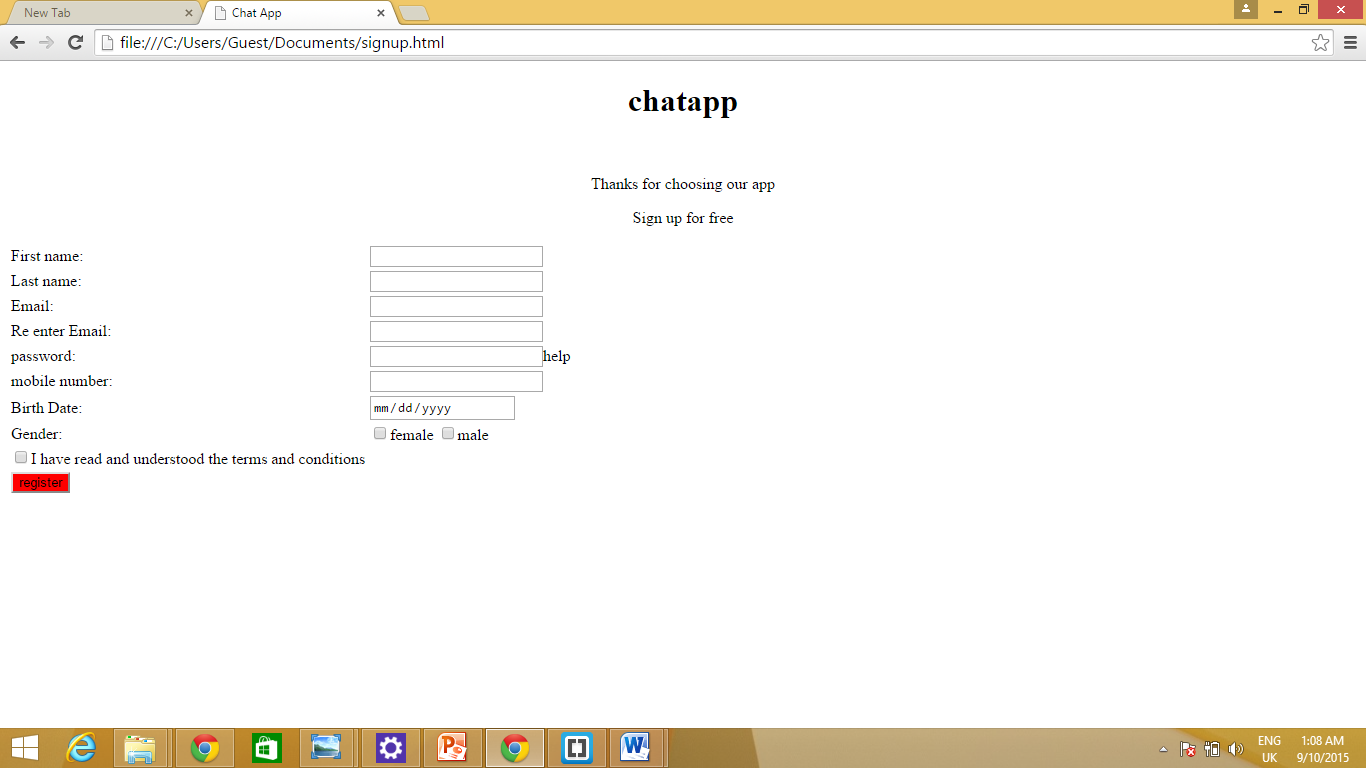 New Tab
Chat App
file:///C:/Users/Guest/Documents/signup.html
chatapp
Thanks for choosing our app
Sign up for free
First name:
Last name:
Email:
Re enter Email:
password: help
mobile number:
Birth Date: mm/dd/yyyy
Gender: female male
I have read and understood the terms and conditions
register
ENG 1:08 AM
UK 9/10/2015